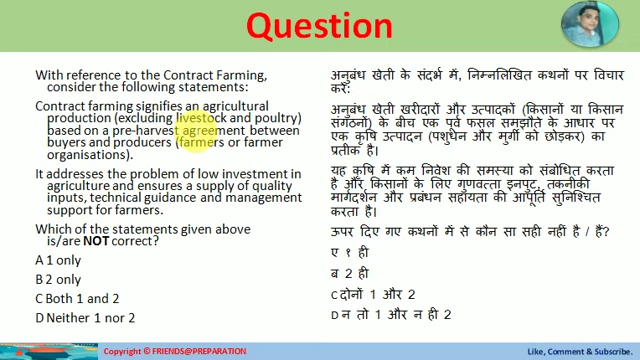 Question
With reference to the Contract Farming,
consider the following statements:
Contract farming signifies an agricultural
production (excluding livestock and poultry)
based on a pre-harvest agreement between
buyers and producers (farmers or farmer
organisations).
It addresses the problem of low investment in
agriculture and ensures a supply of quality
inputs, technical guidance and management
support for farmers.
Which of the statements given above
is/are NOT correct?
A 1 only
B 2 only
C Both 1 and 2
D Neither 1 nor 2
अनुबंध खेती के संदर्भ में, निम्नलिखित कथनों पर विचार
करें:
अनुबंध खेती खरीदारों और उत्पादकों (किसानों या किसान
संगठनों) के बीच एक पूर्व फसल समझौते के आधार पर
एक कृषि उत्पादन (पशुधन और मुर्गी को छोड़कर) का
प्रतीक है।
यह कृषि में कम निवेश की समस्या को संबोधित करता
है और किसानों के लिए गुणवत्ता इनपुट, तकनीकी
मार्गदर्शन और प्रबंधन सहायता की आपूर्ति सुनिश्चित
करता है।
ऊपर दिए गए कथनों में से कौन सा सही नहीं है / हैं?
ए १ ही
ब 2 ही
C दोनों 1 और 2
D न तो 1 और न ही 2
Copyright © FRIENDS@PREPARATION
Like, Comment & Subscribe.